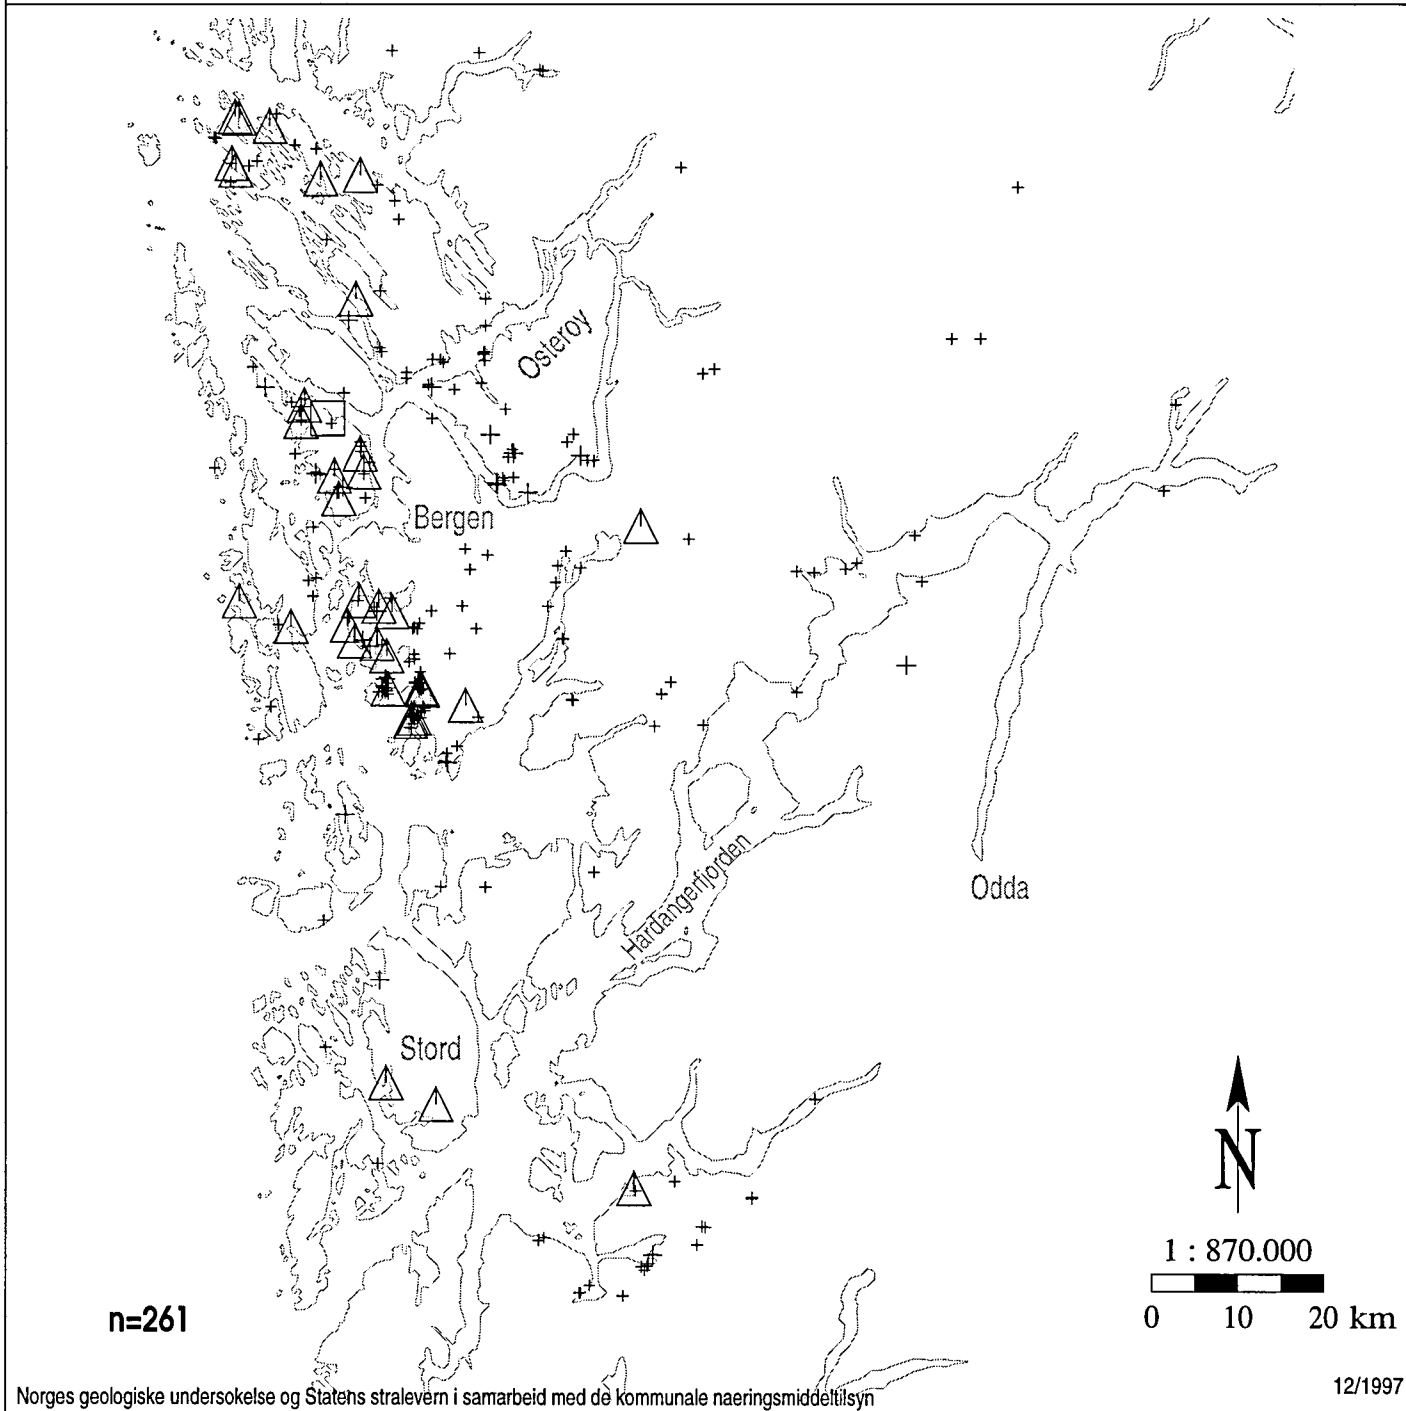 Osteroy
Bergen
Odda
Hardangerfjorden
Stord
N
1 : 870.000
0 10 20 km
n=261
Norges geologiske undersokelse og Statens stralevern i samarbeid med de kommunale naeringsmiddeltilsyn
12/1997